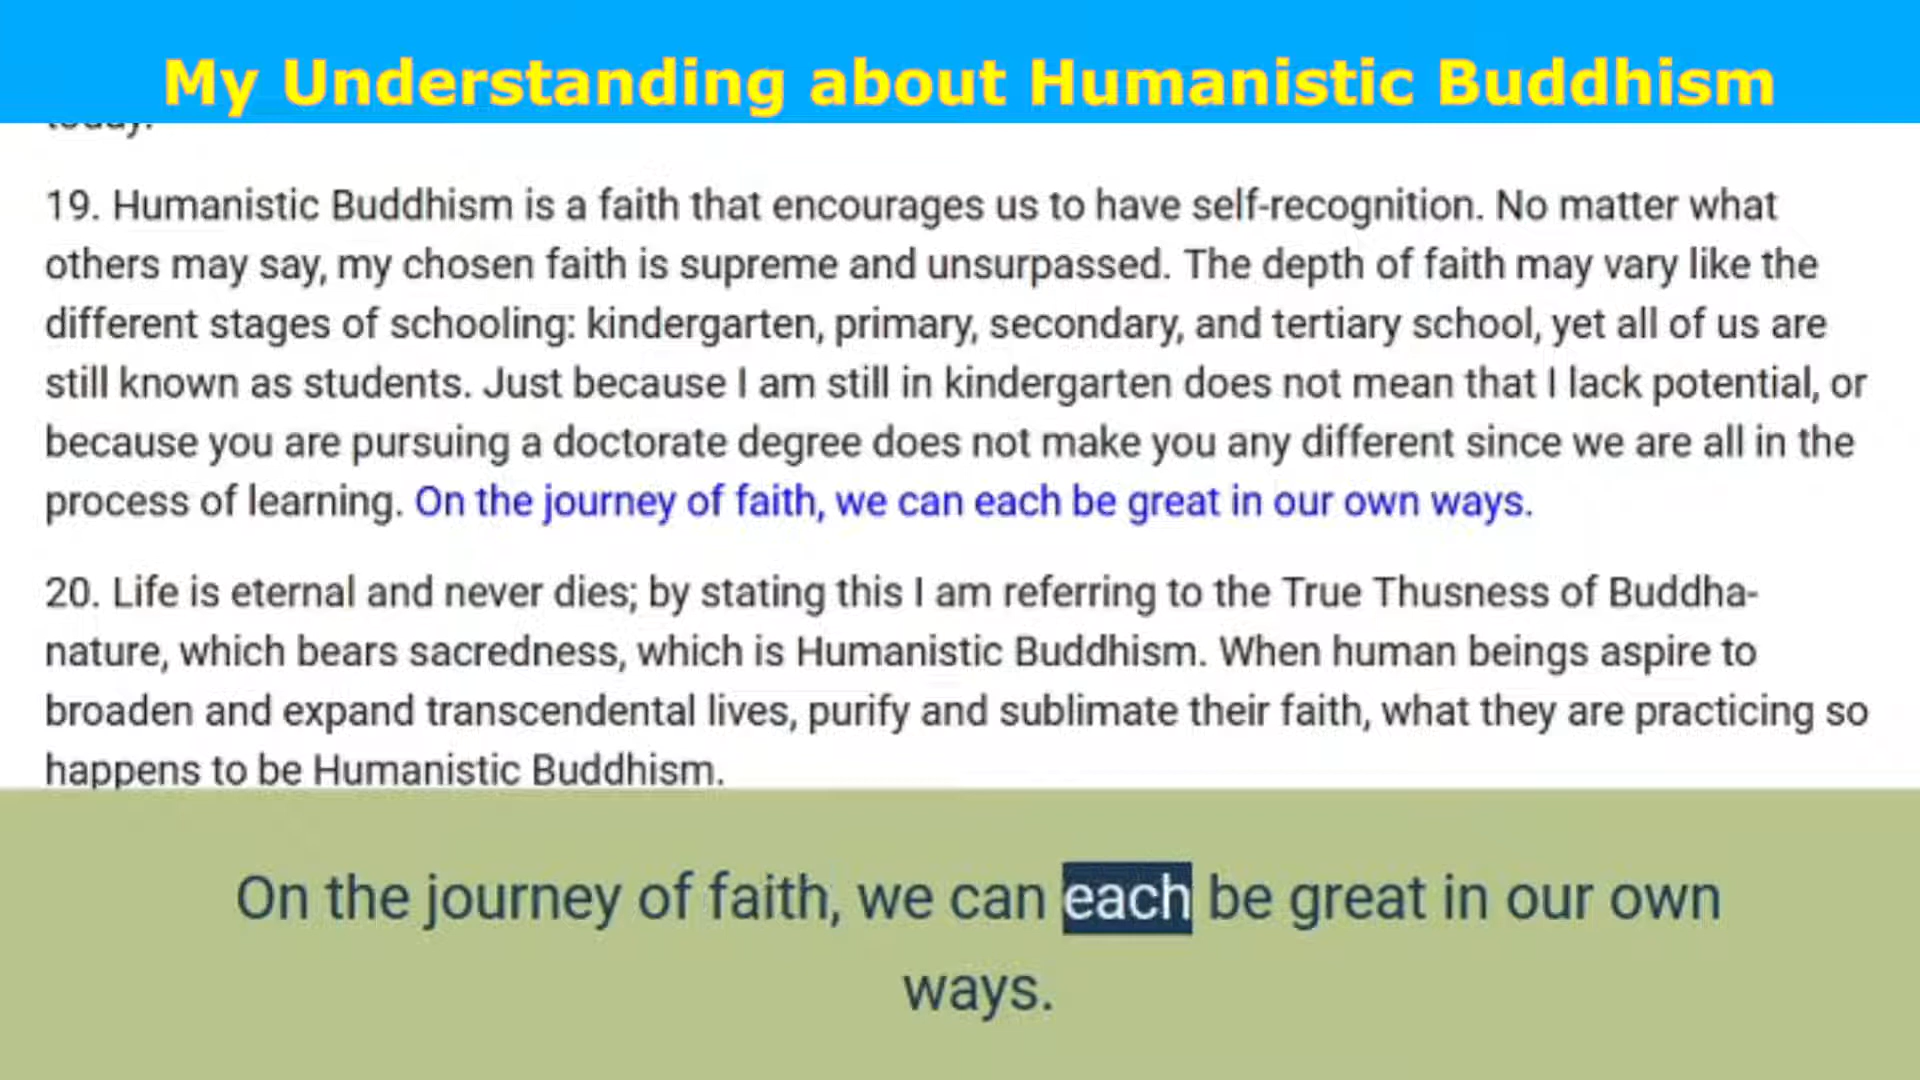 My Understanding about Humanistic Buddhism
today.
19. Humanistic Buddhism is a faith that encourages us to have self-recognition. No matter what
others may say, my chosen faith is supreme and unsurpassed. The depth of faith may vary like the
different stages of schooling: kindergarten, primary, secondary, and tertiary school, yet all of us are
still known as students. Just because I am still in kindergarten does not mean that I lack potential, or
because you are pursuing a doctorate degree does not make you any different since we are all in the
process of learning. On the journey of faith, we can each be great in our own ways.
20. Life is eternal and never dies; by stating this I am referring to the True Thusness of Buddha-
nature, which bears sacredness, which is Humanistic Buddhism. When human beings aspire to
broaden and expand transcendental lives, purify and sublimate their faith, what they are practicing so
happens to be Humanistic Buddhism.
On the journey of faith, we can each be great in our own
ways.